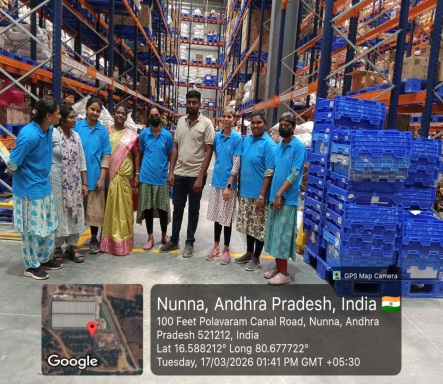 GPS Map Camera
Nunna, Andhra Pradesh, India
100 Feet Polavaram Canal Road, Nunna, Andhra
Pradesh 521212, India
Lat 16.588212° Long 80.677722°
Tuesday, 17/03/2026 01:41 PM GMT +05:30
Google